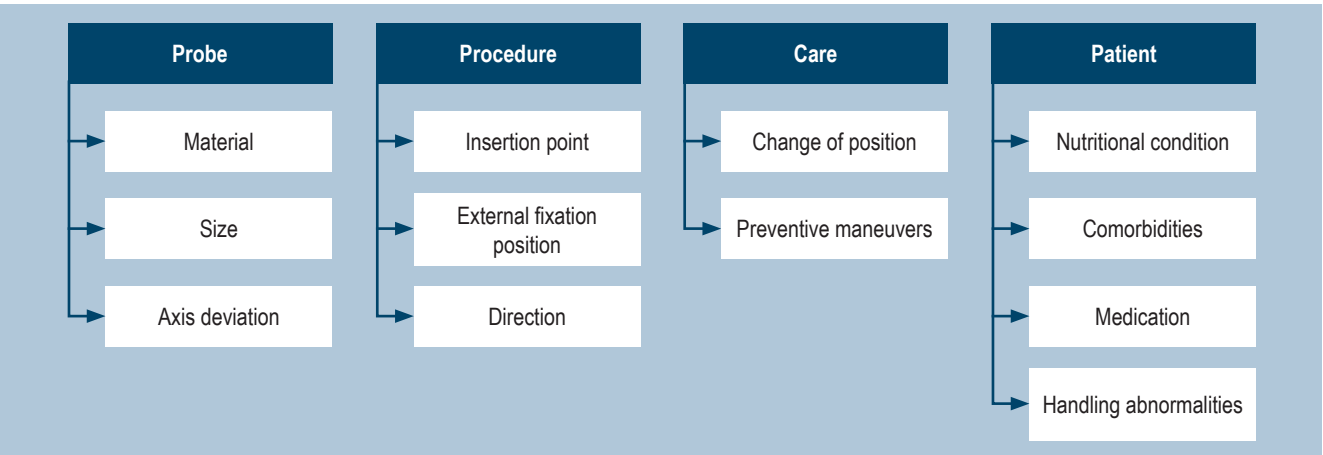 Probe
Material
Size
Axis deviation
Procedure
Insertion point
External fixation
position
Direction
Care
Change of position
Preventive maneuvers
Patient
Nutritional condition
Comorbidities
Medication
Handling abnormalities